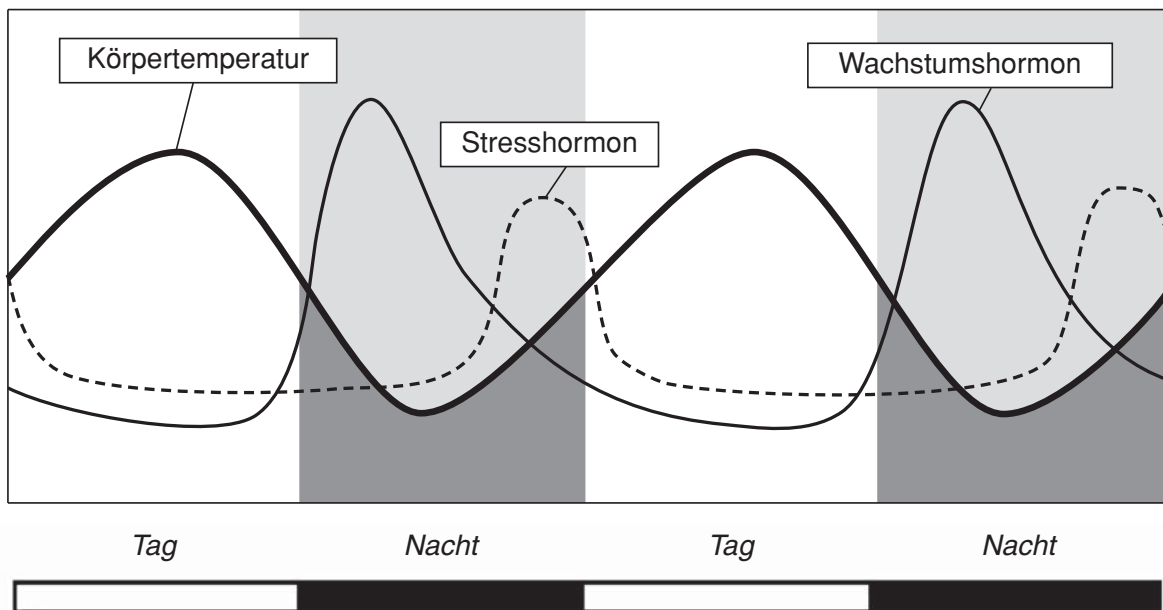 Körpertemperatur
Wachstumshormon
Stresshormon
Tag
Nacht
Tag
Nacht